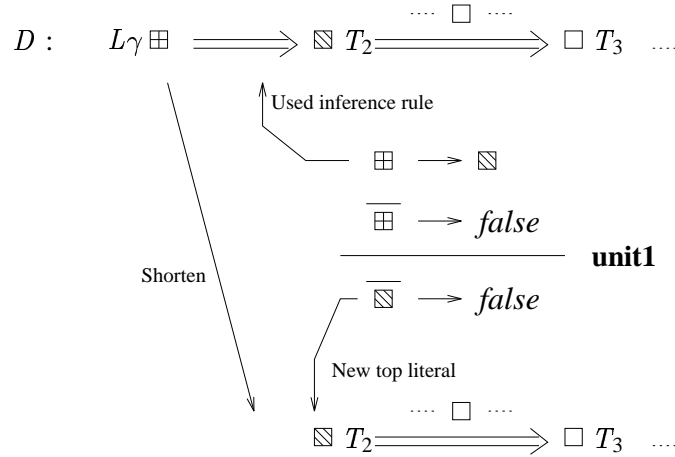 D : Lγ ⊞ ⟹ ▧ T₂ ..... □ ..... ⟹ □ T₃ .....
Used inference rule
⊞ → ▧
⊞̅ → false
unit1
Shorten
▧̅ → false
New top literal
..... □ .....
▧ T₂ ⟹ □ T₃ .....